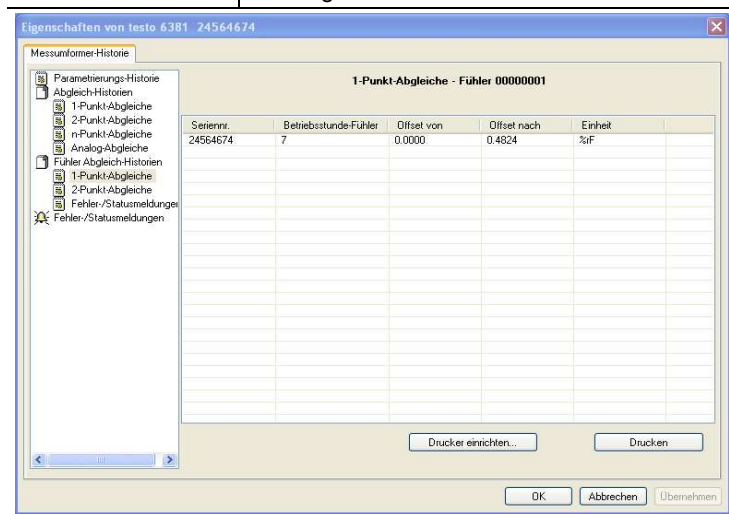 Eigenschaften von testo 6381 24564674
Messumformer-Historie
Parametrierungs-Historie
Abgleich-Historien
1-Punkt-Abgleiche
2-Punkt-Abgleiche
n-Punkt-Abgleiche
Analog-Abgleiche
Fühler Abgleich-Historien
1-Punkt-Abgleiche
2-Punkt-Abgleiche
Fehler-/Statusmeldungen
Fehler-/Statusmeldungen
1-Punkt-Abgleiche - Fühler 00000001
Seriennr. Betriebsstunde-Fühler Offset von Offset nach Einheit
24564674 7 0.0000 0.4824 %rF
Drucker einrichten... Drucken
OK Abbrechen Übernehmen